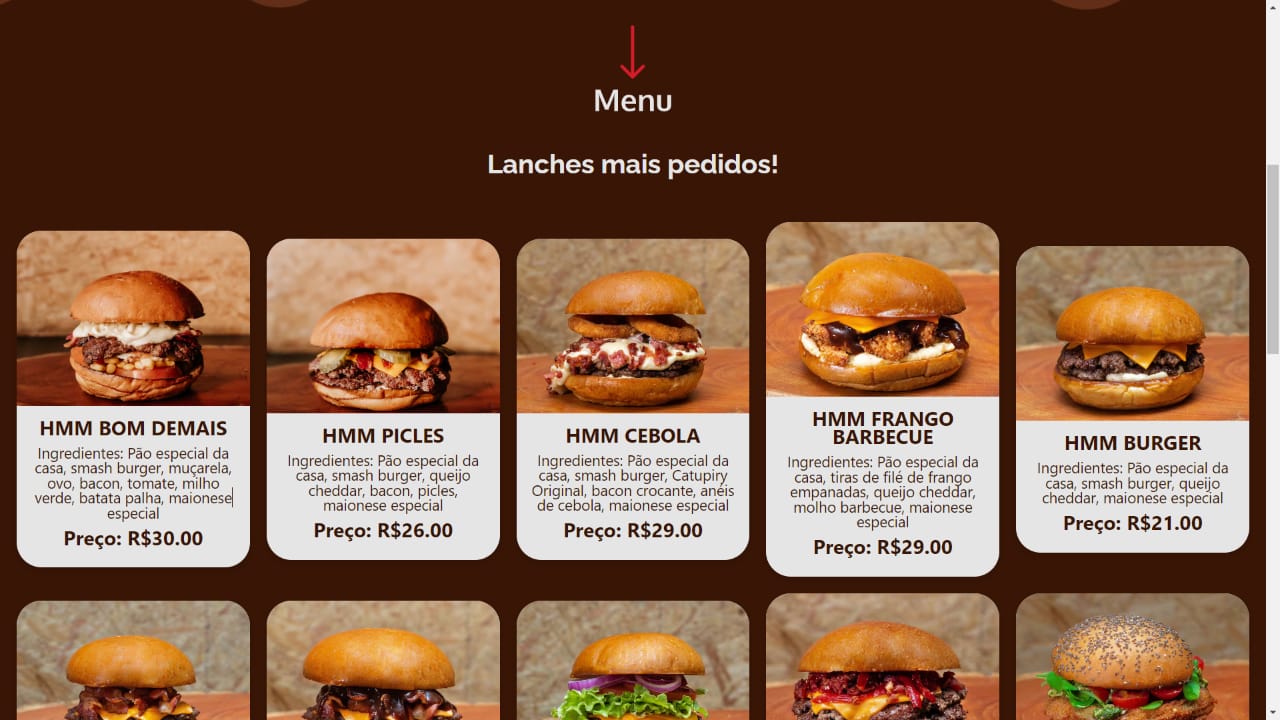 Menu
Lanches mais pedidos!
HMM BOM DEMAIS
Ingredientes: Pão especial da
casa, smash burger, muçarela,
ovo, bacon, tomate, milho
verde, batata palha, maionese
especial
Preço: R$30.00
HMM PICLES
Ingredientes: Pão especial da
casa, smash burger, queijo
cheddar, bacon, picles,
maionese especial
Preço: R$26.00
HMM CEBOLA
Ingredientes: Pão especial da
casa, smash burger, Catupiry
Original, bacon crocante, anéis
de cebola, maionese especial
Preço: R$29.00
HMM FRANGO
BARBECUE
Ingredientes: Pão especial da
casa, tiras de filé de frango
empanadas, queijo cheddar,
molho barbecue, maionese
especial
Preço: R$29.00
HMM BURGER
Ingredientes: Pão especial da
casa, smash burger, queijo
cheddar, maionese especial
Preço: R$21.00